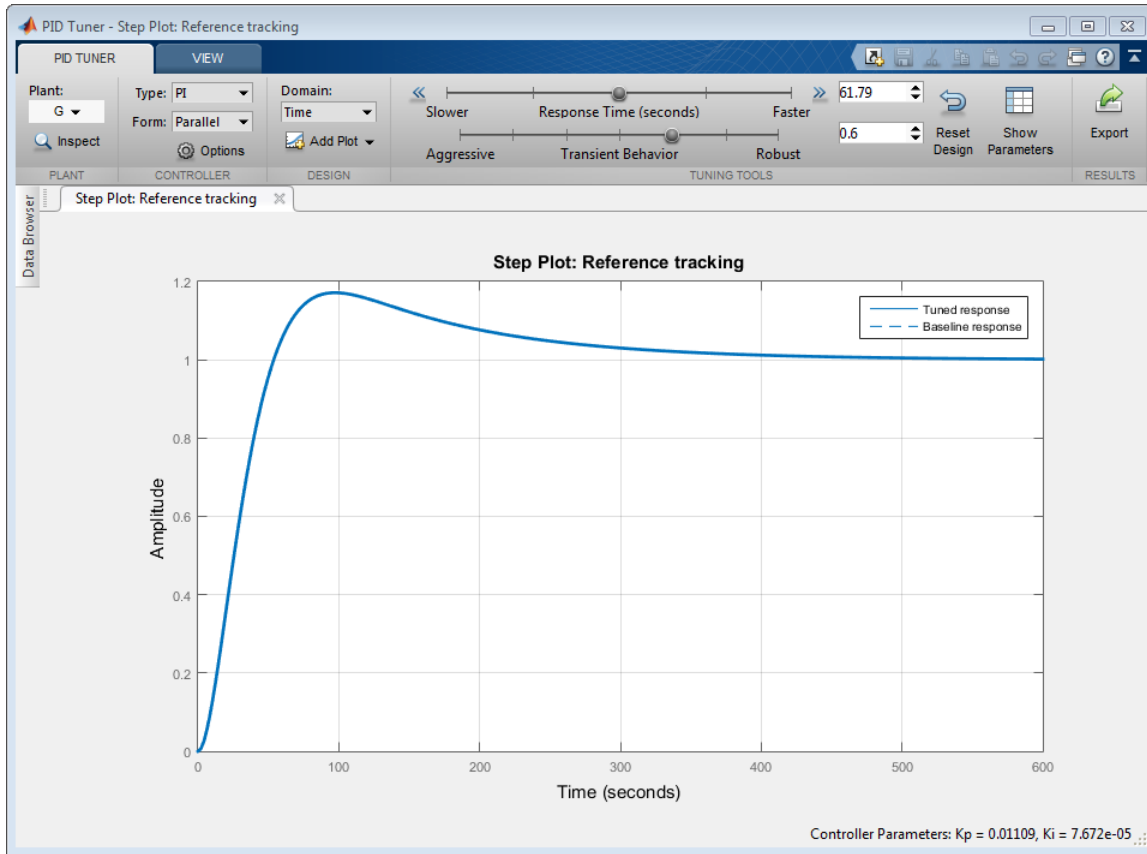 PID Tuner - Step Plot: Reference tracking
PID TUNER VIEW
Plant: Type: PI Domain: 61.79
G Form: Parallel Time Slower Response Time (seconds) Faster
Inspect Options Add Plot Aggressive Transient Behavior Robust 0.6 Reset Design Show Parameters Export
PLANT CONTROLLER DESIGN TUNING TOOLS RESULTS
Data Browser
Step Plot: Reference tracking
Step Plot: Reference tracking
Tuned response
Baseline response
Amplitude
1.2
1
0.8
0.6
0.4
0.2
0
0 100 200 300 400 500 600
Time (seconds)
Controller Parameters: Kp = 0.01109, Ki = 7.672e-05